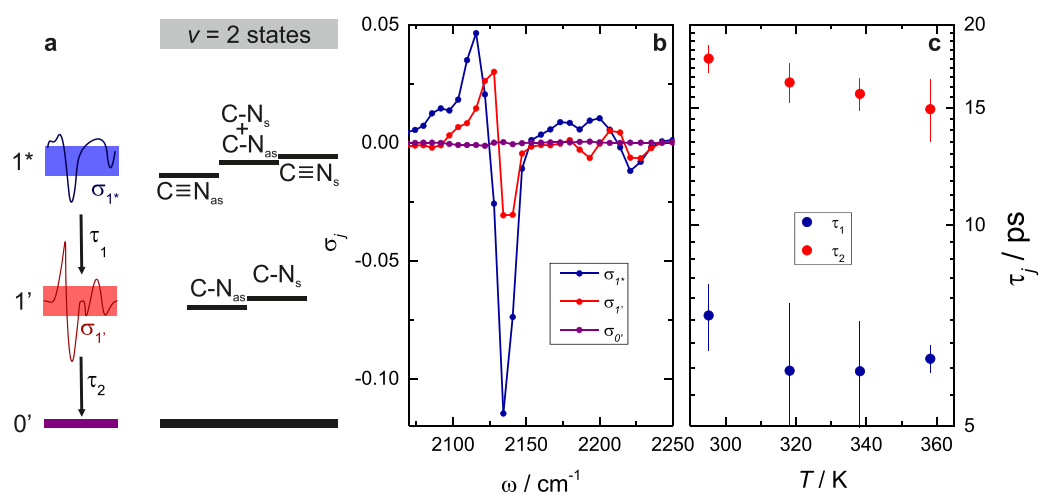 a
v = 2 states
1*
σ1*
C≡Nas
C-Ns
+
C-Nas
C≡Ns
τ1
1'
σ1'
C-Nas
C-Ns
τ2
0'
b
0.05
0.00
-0.05
-0.10
σj
σ1*
σ1'
σ0'
2100
2150
2200
2250
ω / cm-1
c
τ1
τ2
20
15
10
5
τj / ps
300
320
340
360
T / K